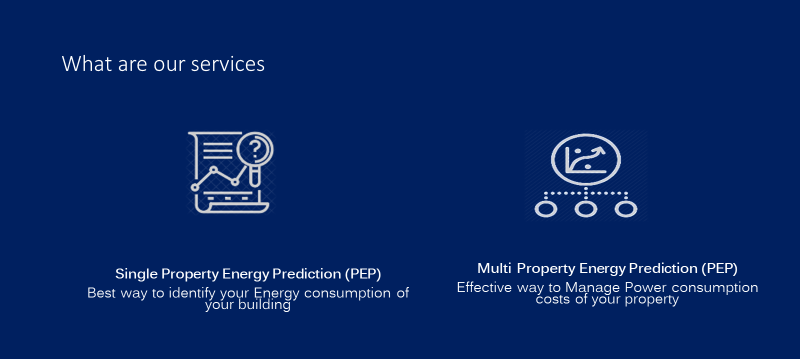 What are our services
?
Single Property Energy Prediction (PEP)
Best way to identify your Energy consumption of
your building
Multi Property Energy Prediction (PEP)
Effective way to Manage Power consumption
costs of your property